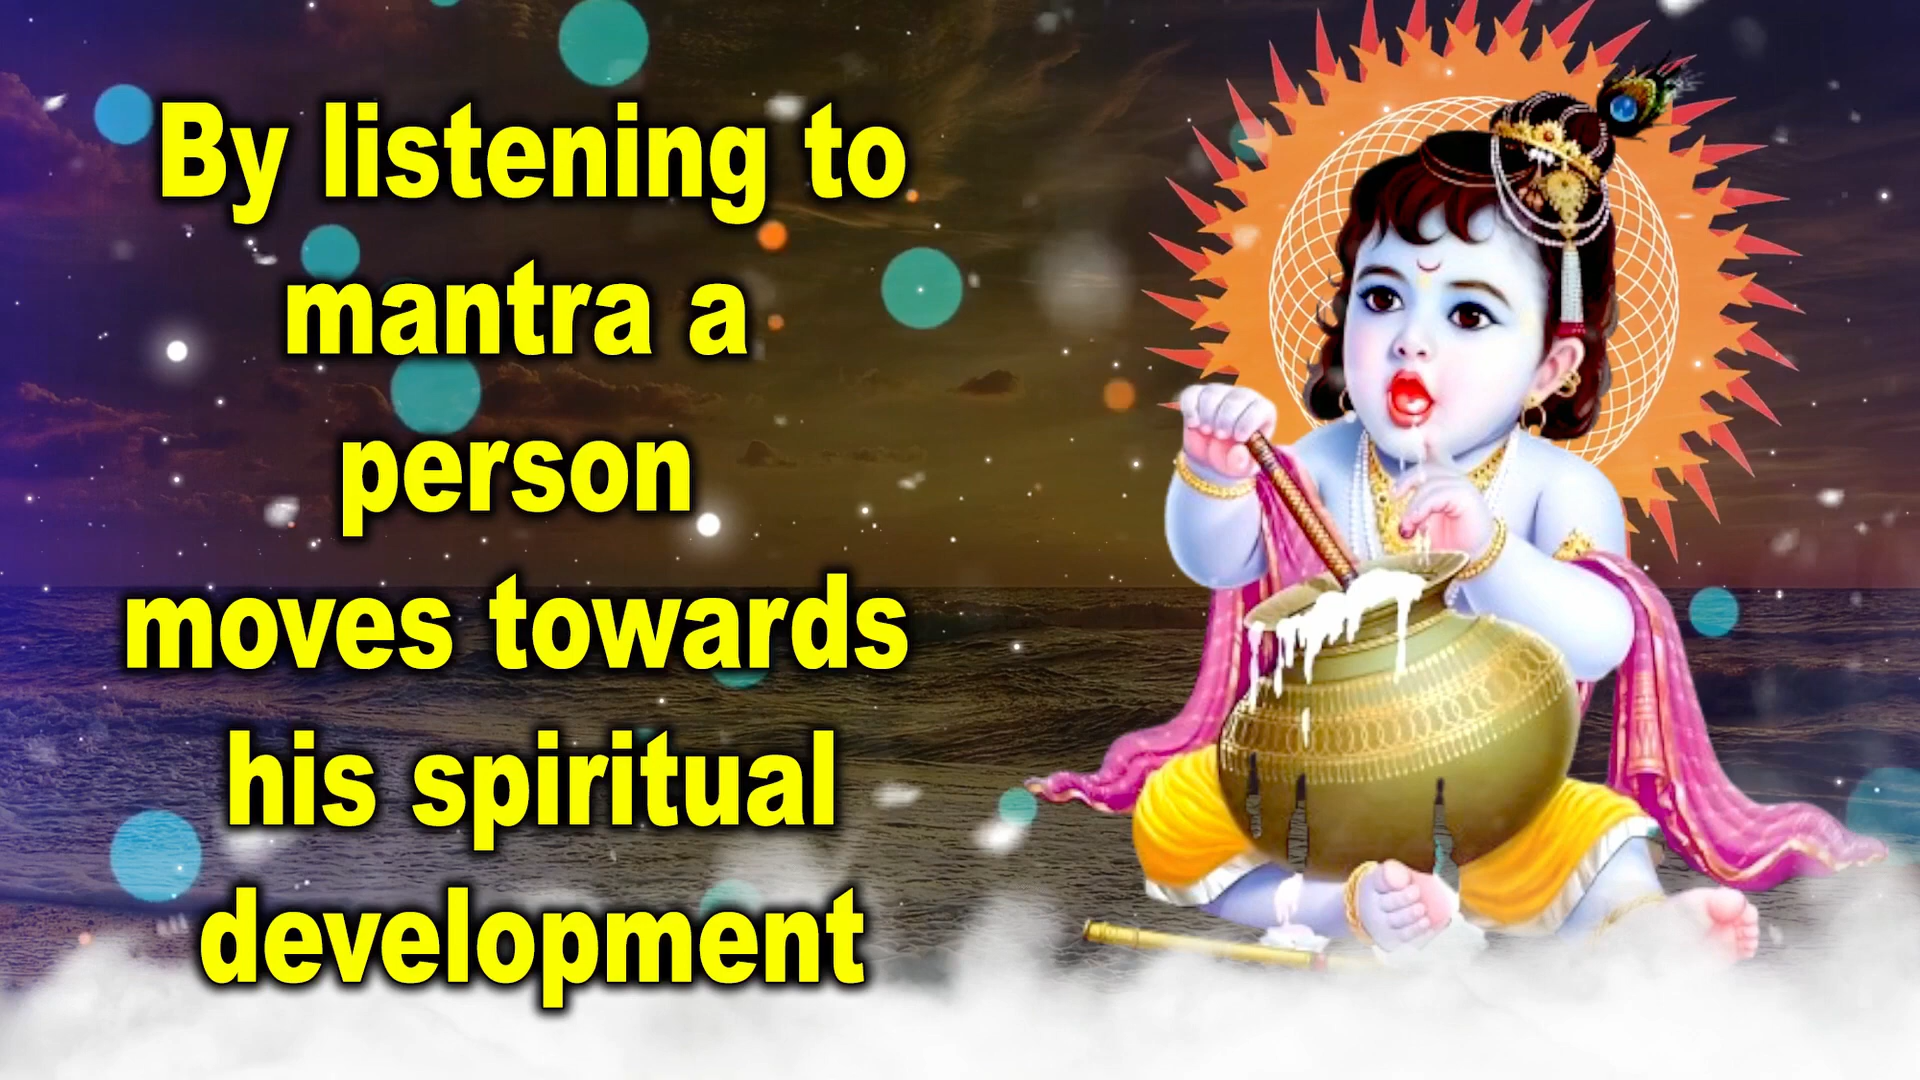 By listening to
mantra a
person
moves towards
his spiritual
development